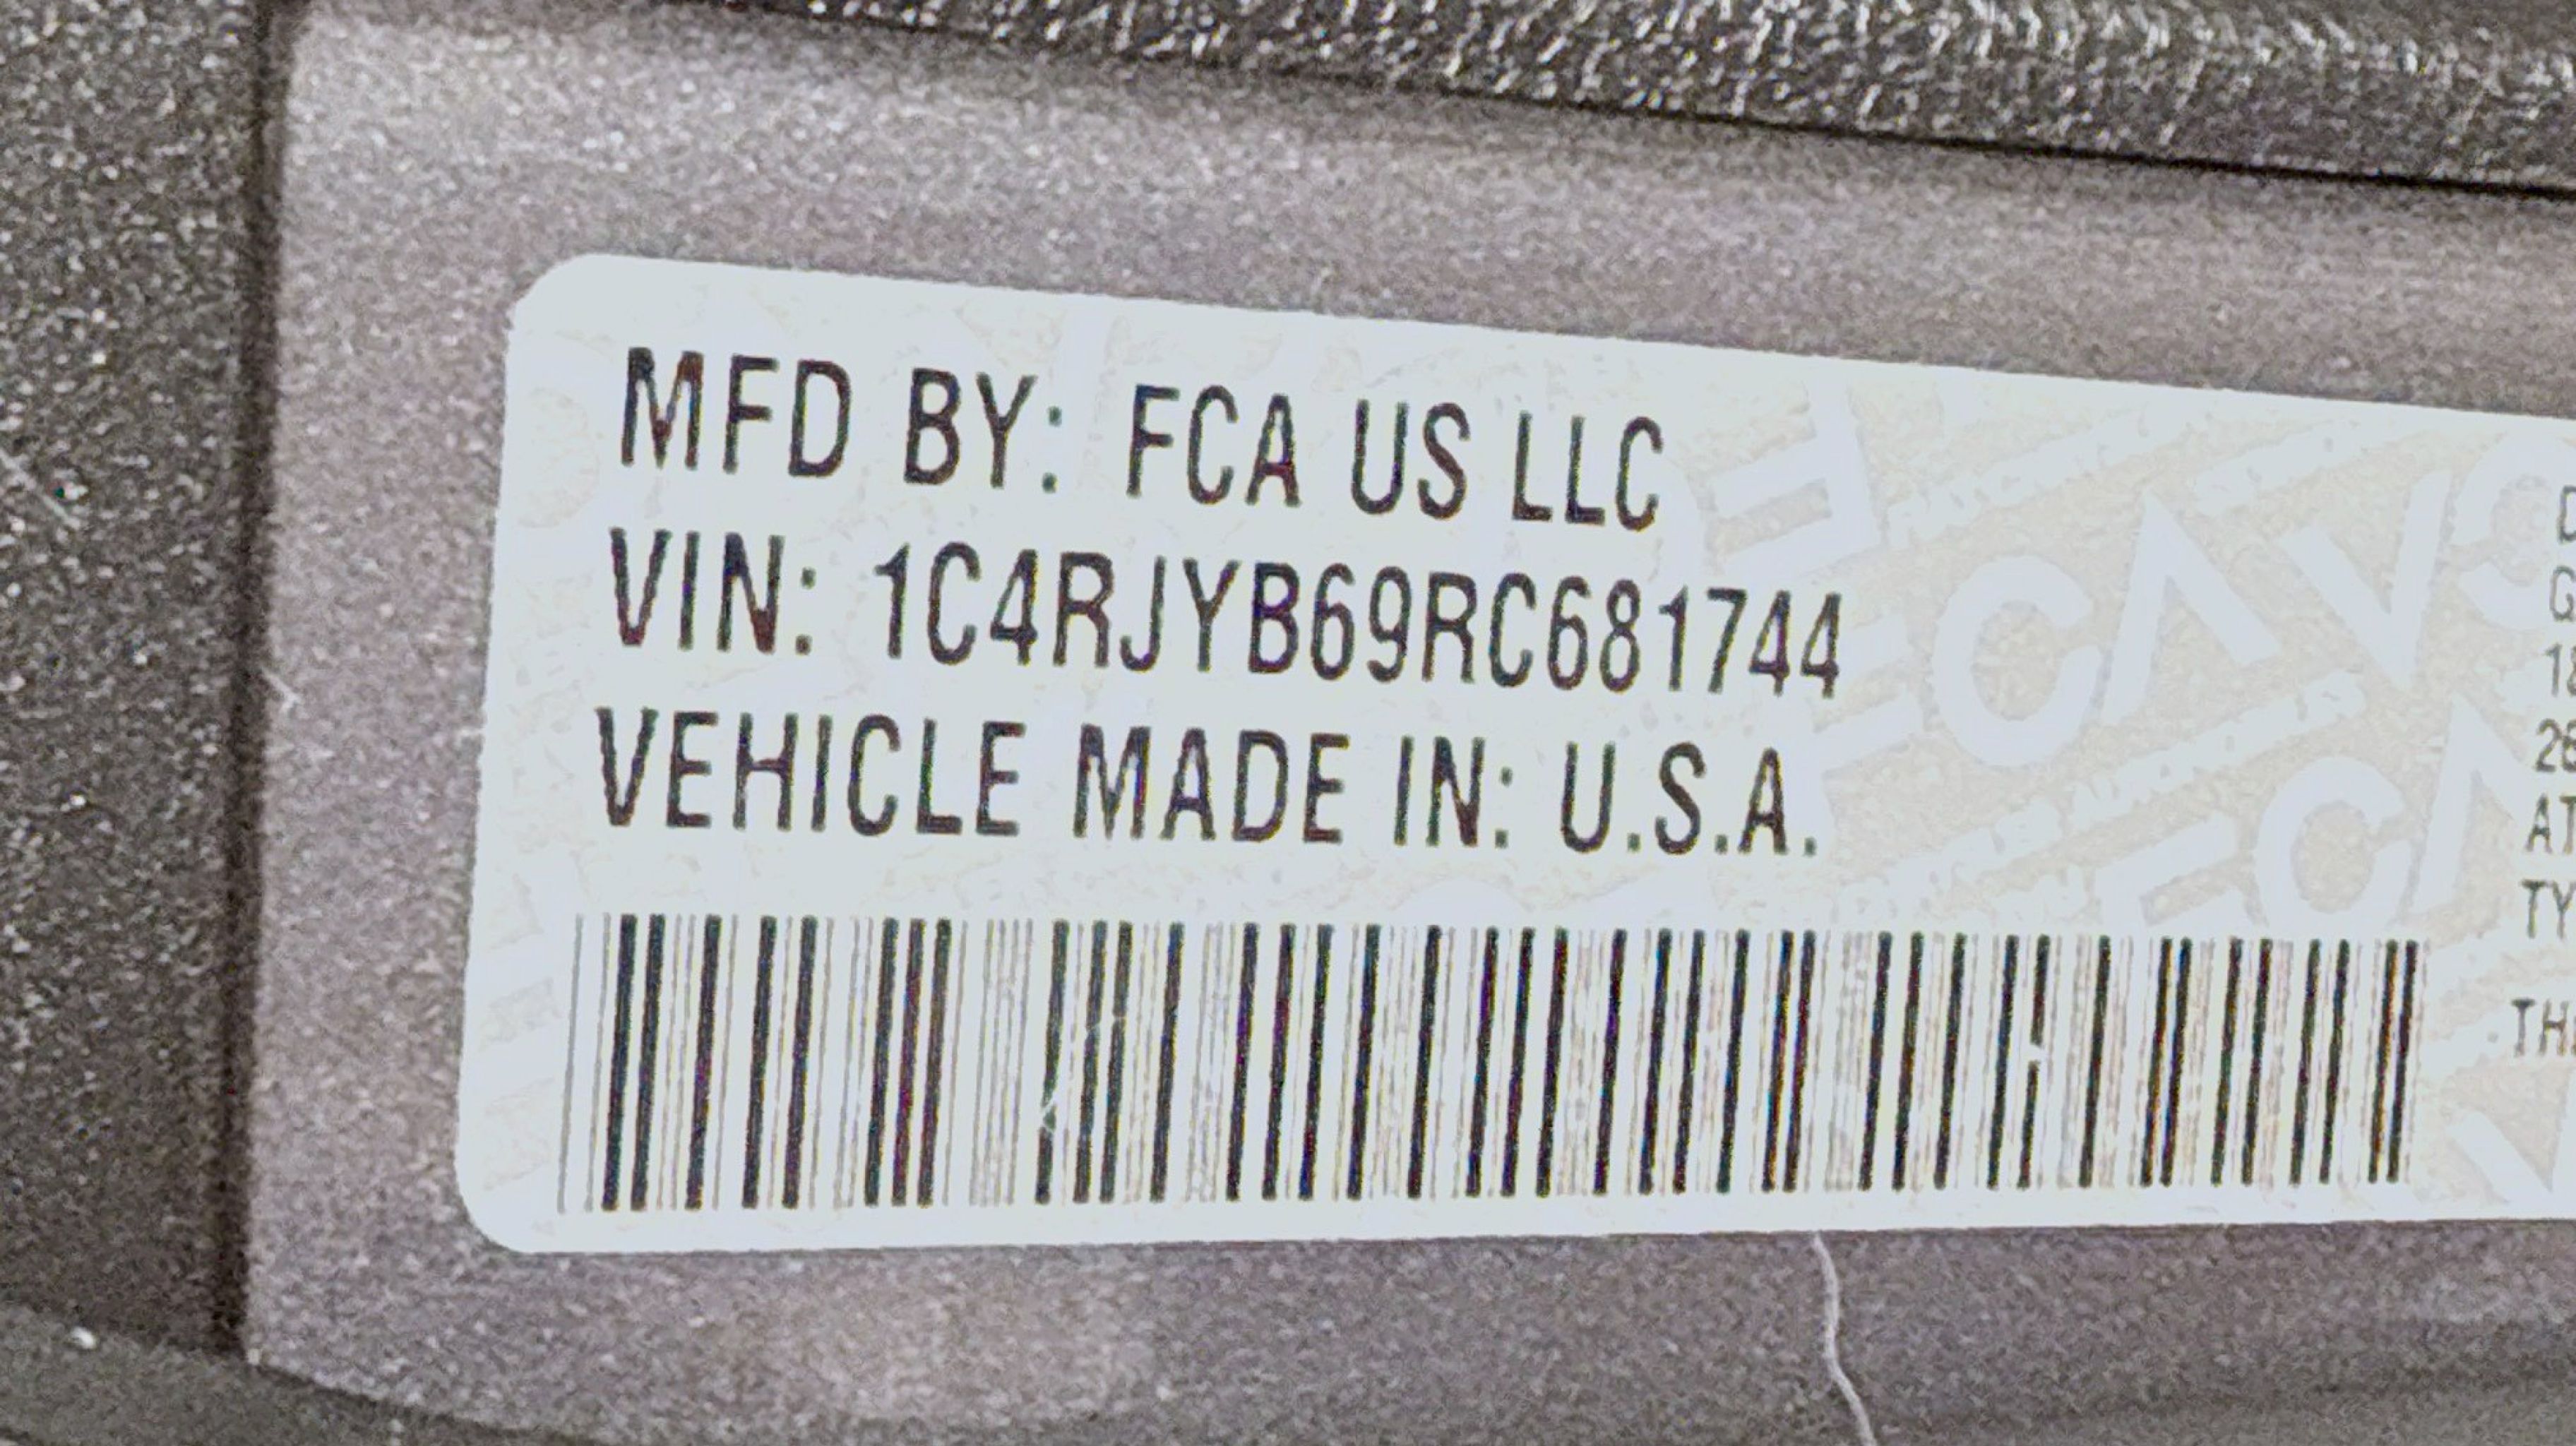 MFD BY: FCA US LLC
VIN: 1C4RJYB69RC681744
VEHICLE MADE IN: U.S.A.